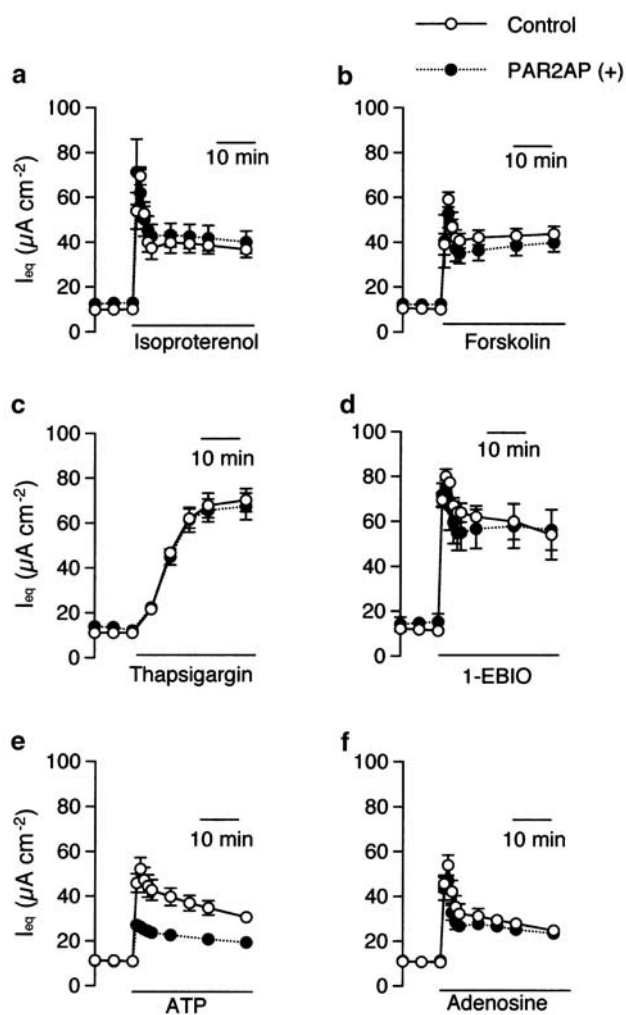 Control
PAR2AP (+)
a
b
100
80
60
40
20
0
I_eq (µA cm⁻²)
10 min
Isoproterenol
100
80
60
40
20
0
10 min
Forskolin
c
d
100
80
60
40
20
0
I_eq (µA cm⁻²)
10 min
Thapsigargin
100
80
60
40
20
0
10 min
1-EBIO
e
f
100
80
60
40
20
0
I_eq (µA cm⁻²)
10 min
ATP
100
80
60
40
20
0
10 min
Adenosine